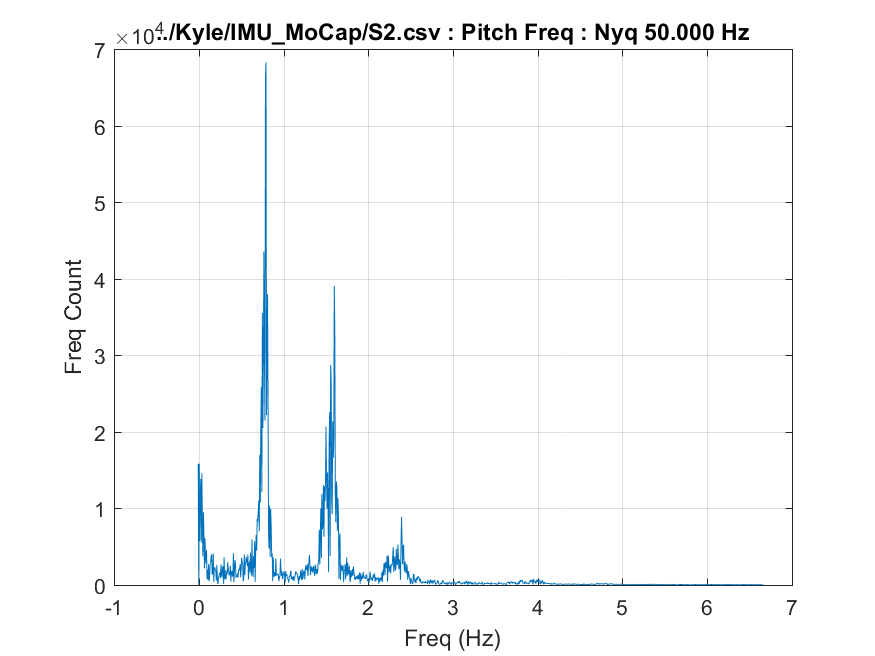 ×10⁴
../Kyle/IMU_MoCap/S2.csv : Pitch Freq : Nyq 50.000 Hz
7
6
5
4
3
2
1
0
Freq Count
-1 0 1 2 3 4 5 6 7
Freq (Hz)